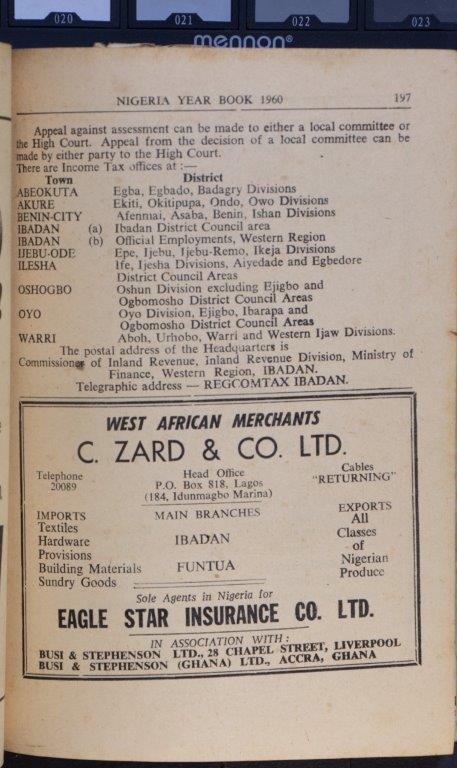 020 021 022 023
mennon®
NIGERIA YEAR BOOK 1960 197
Appeal against assessment can be made to either a local committee or
the High Court. Appeal from the decision of a local committee can be
made by either party to the High Court.
There are Income Tax offices at :—
Town District
ABEOKUTA Egba, Egbado, Badagry Divisions
AKURE Ekiti, Okitipupa, Ondo, Owo Divisions
BENIN-CITY Afenmai, Asaba, Benin, Ishan Divisions
IBADAN (a) Ibadan District Council area
IBADAN (b) Official Employments, Western Region
IJEBU-ODE Epe, Ijebu, Ijebu-Remo, Ikeja Divisions
ILESHA Ife, Ijesha Divisions, Aiyedade and Egbedore
District Council Areas
OSHOGBO Oshun Division excluding Ejigbo and
Ogbomosho District Council Areas
OYO Oyo Division, Ejigbo, Ibarapa and
Ogbomosho District Council Areas
WARRI Aboh, Urhobo, Warri and Western Ijaw Divisions.
The postal address of the Headquarters is
Commissioner of Inland Revenue, Inland Revenue Division, Ministry of
Finance, Western Region, IBADAN.
Telegraphic address — REGCOMTAX IBADAN.
WEST AFRICAN MERCHANTS
C. ZARD & CO. LTD.
Telephone
20089
Head Office
P.O. Box 818, Lagos
(184, Idunmagbo Marina)
Cables
"RETURNING"
IMPORTS
Textiles
Hardware
Provisions
Building Materials
Sundry Goods
MAIN BRANCHES
IBADAN
FUNTUA
EXPORTS
All
Classes
of
Nigerian
Produce
Sole Agents in Nigeria for
EAGLE STAR INSURANCE CO. LTD.
IN ASSOCIATION WITH :
BUSI & STEPHENSON LTD., 28 CHAPEL STREET, LIVERPOOL
BUSI & STEPHENSON (GHANA) LTD., ACCRA, GHANA